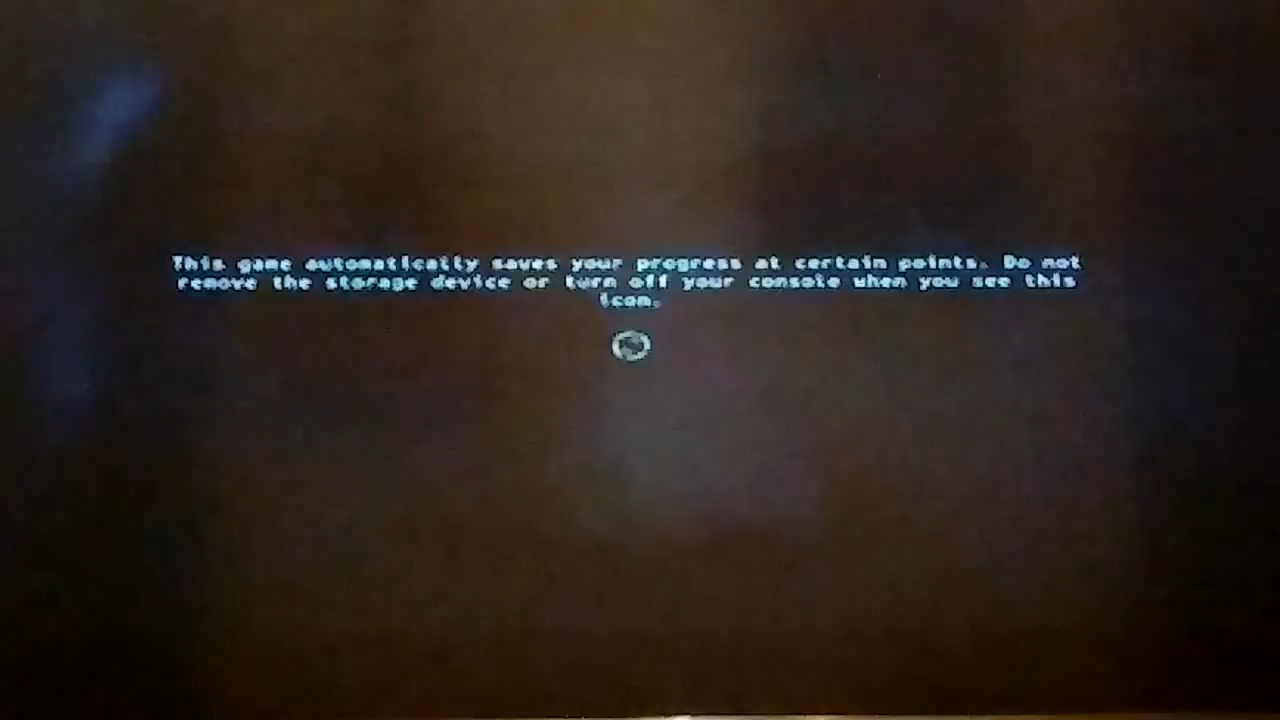 This game automatically saves your progress at certain points. Do not
remove the storage device or turn off your console when you see this
icon.